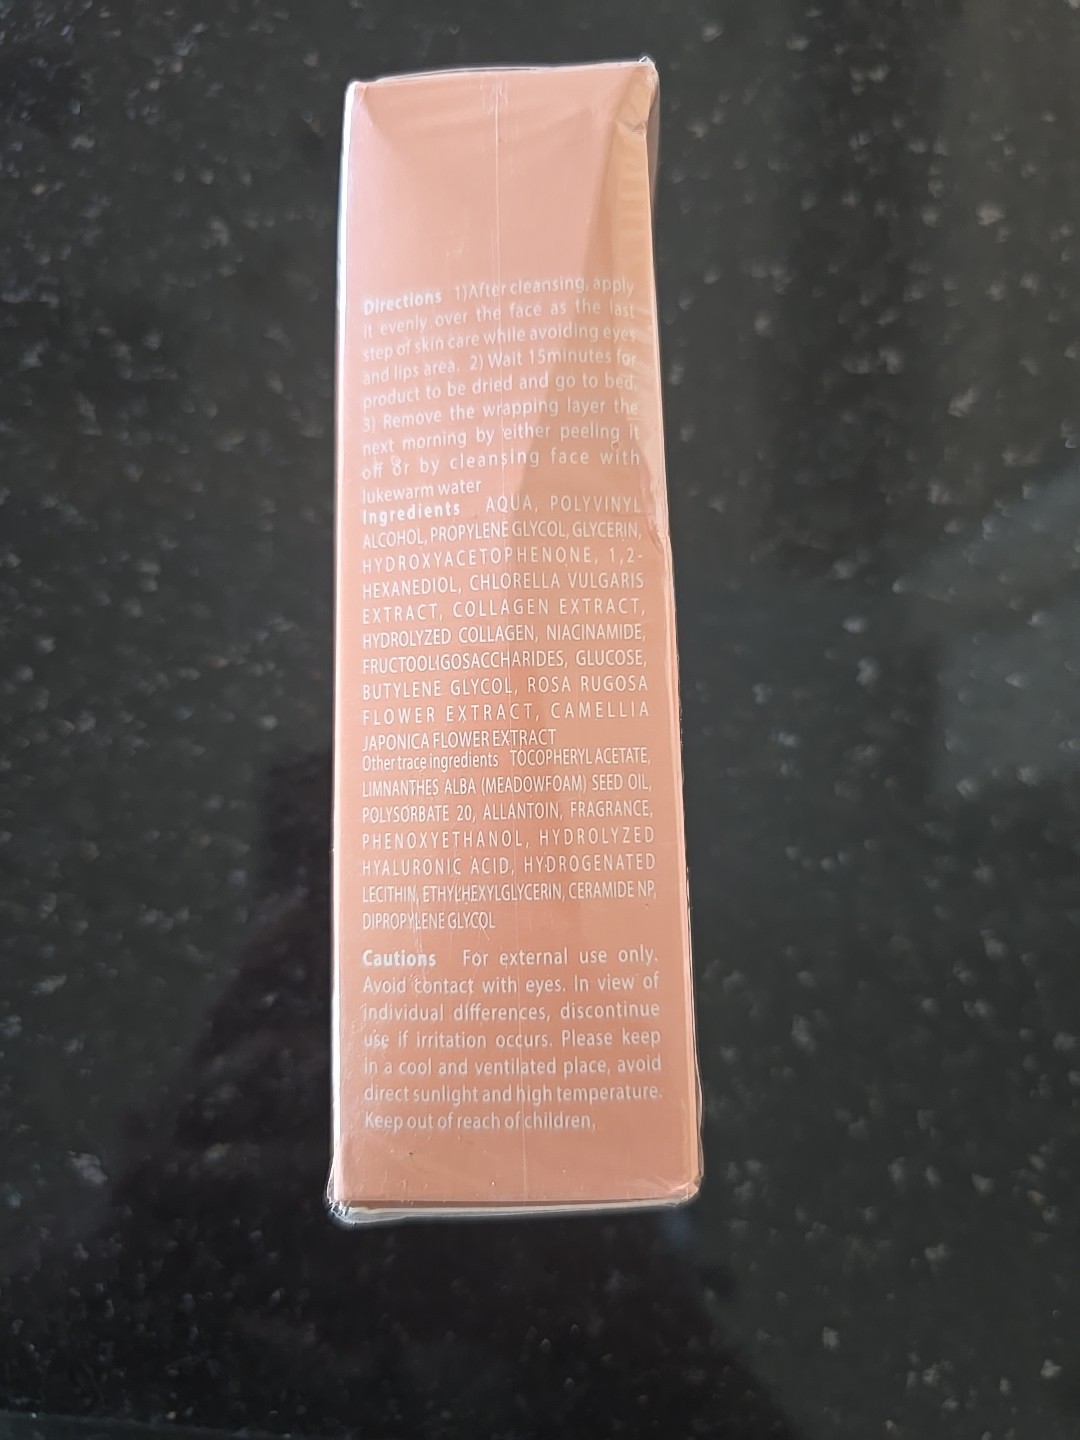 Directions 1)After cleansing, apply
it evenly over the face as the last
step of skin care while avoiding eyes
and lips area. 2) Wait 15minutes for
product to be dried and go to bed.
3) Remove the wrapping layer the
next morning by either peeling it
off or by cleansing face with
lukewarm water
Ingredients AQUA, POLYVINYL
ALCOHOL, PROPYLENE GLYCOL, GLYCERIN,
HYDROXYACETOPHENONE, 1,2-
HEXANEDIOL, CHLORELLA VULGARIS
EXTRACT, COLLAGEN EXTRACT,
HYDROLYZED COLLAGEN, NIACINAMIDE,
FRUCTOOLIGOSACCHARIDES, GLUCOSE,
BUTYLENE GLYCOL, ROSA RUGOSA
FLOWER EXTRACT, CAMELLIA
JAPONICA FLOWER EXTRACT
Other trace ingredients TOCOPHERYL ACETATE,
LIMNANTHES ALBA (MEADOWFOAM) SEED OIL,
POLYSORBATE 20, ALLANTOIN, FRAGRANCE,
PHENOXYETHANOL, HYDROLYZED
HYALURONIC ACID, HYDROGENATED
LECITHIN, ETHYLHEXYLGLYCERIN, CERAMIDE NP,
DIPROPYLENE GLYCOL
Cautions For external use only.
Avoid contact with eyes. In view of
individual differences, discontinue
use if irritation occurs. Please keep
in a cool and ventilated place, avoid
direct sunlight and high temperature.
Keep out of reach of children,